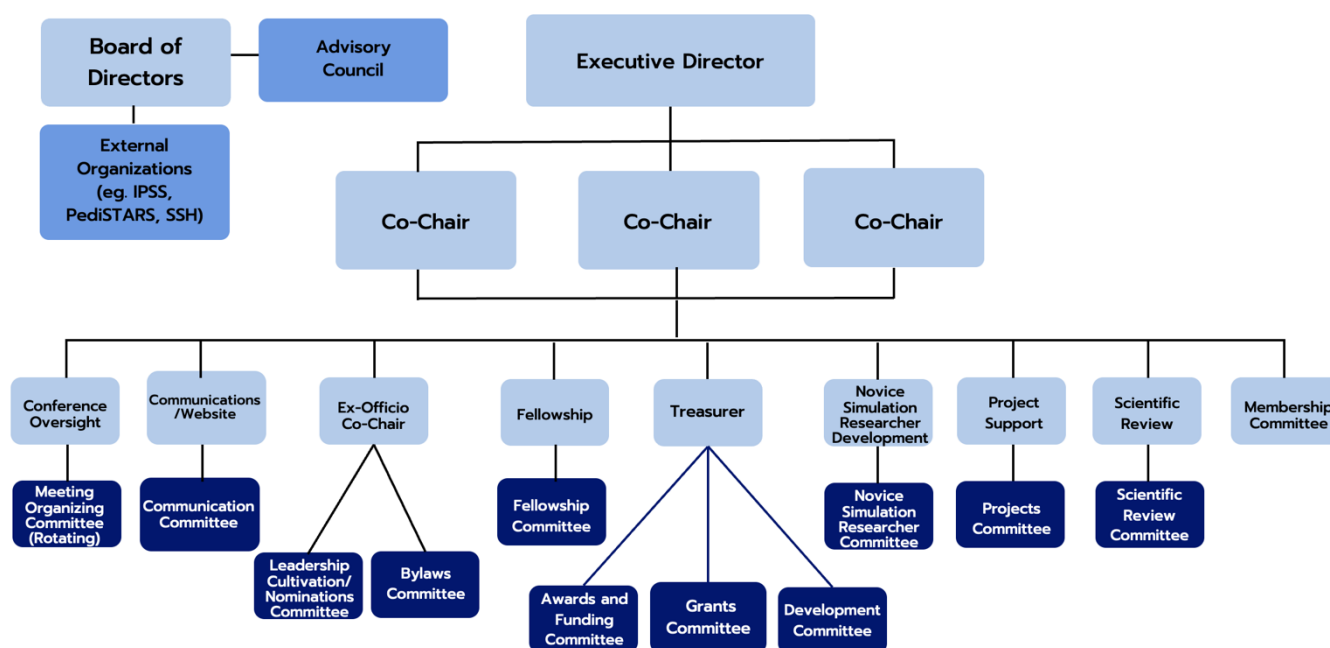 Board of
Directors
Advisory
Council
Executive Director
External
Organizations
(eg. IPSS,
PediSTARS, SSH)
Co-Chair
Co-Chair
Co-Chair
Conference
Oversight
Communications
/Website
Ex-Officio
Co-Chair
Fellowship
Treasurer
Novice
Simulation
Researcher
Development
Project
Support
Scientific
Review
Membership
Committee
Meeting
Organizing
Committee
(Rotating)
Communication
Committee
Leadership
Cultivation/
Nominations
Committee
Bylaws
Committee
Fellowship
Committee
Awards and
Funding
Committee
Grants
Committee
Development
Committee
Novice
Simulation
Researcher
Committee
Projects
Committee
Scientific
Review
Committee